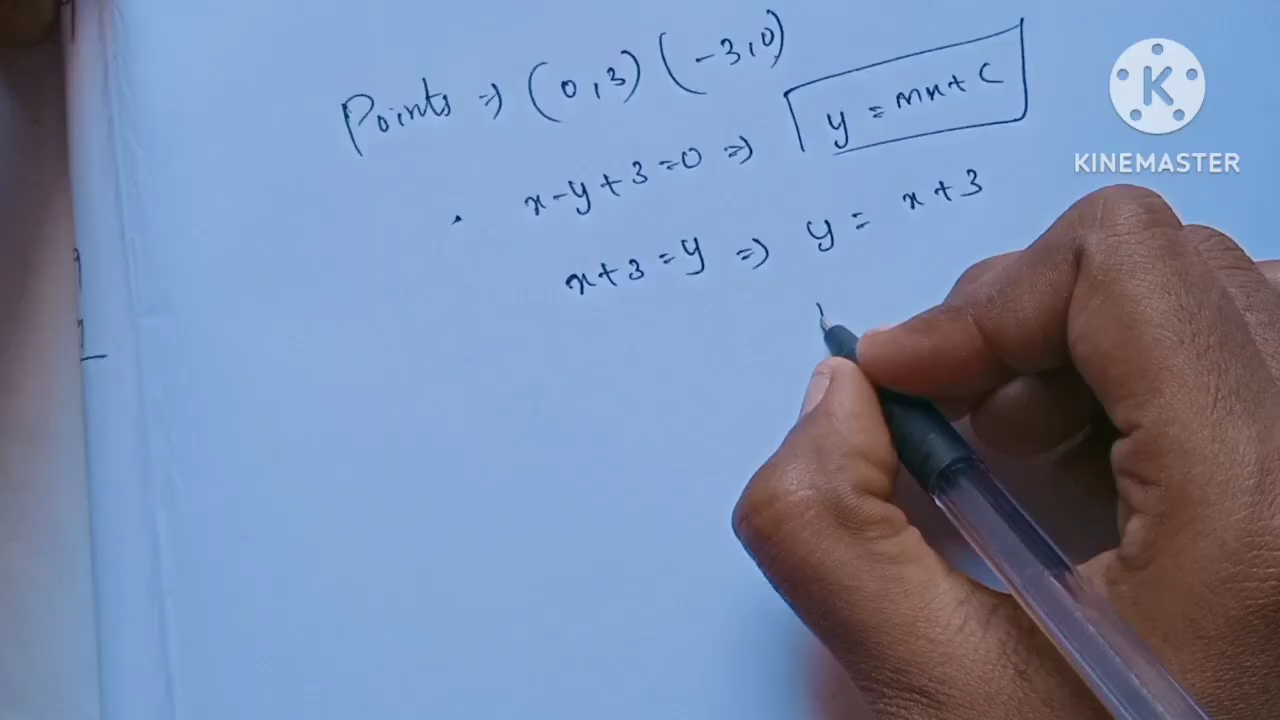 Points ⇒ (0,3) (-3,0)
x-y+3=0 ⇒ y = mx+c
x+3=y ⇒ y = x+3
K
KINEMASTER